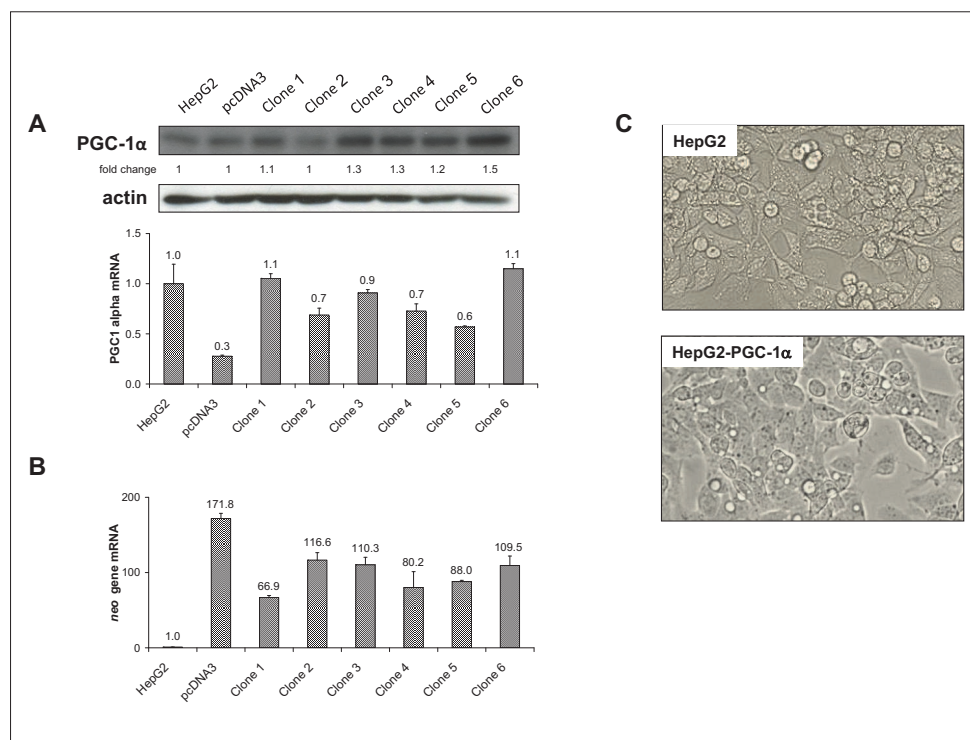 A
HepG2 pcDNA3 Clone 1 Clone 2 Clone 3 Clone 4 Clone 5 Clone 6
PGC-1α
fold change 1 1 1.1 1 1.3 1.3 1.2 1.5
actin
PGC1 alpha mRNA
1.5
1.0
0.5
0.0
1.0 0.3 1.1 0.7 0.9 0.7 0.6 1.1
HepG2 pcDNA3 Clone 1 Clone 2 Clone 3 Clone 4 Clone 5 Clone 6
B
neo gene mRNA
200
100
0
1.0 171.8 66.9 116.6 110.3 80.2 88.0 109.5
HepG2 pcDNA3 Clone 1 Clone 2 Clone 3 Clone 4 Clone 5 Clone 6
C
HepG2
HepG2-PGC-1α